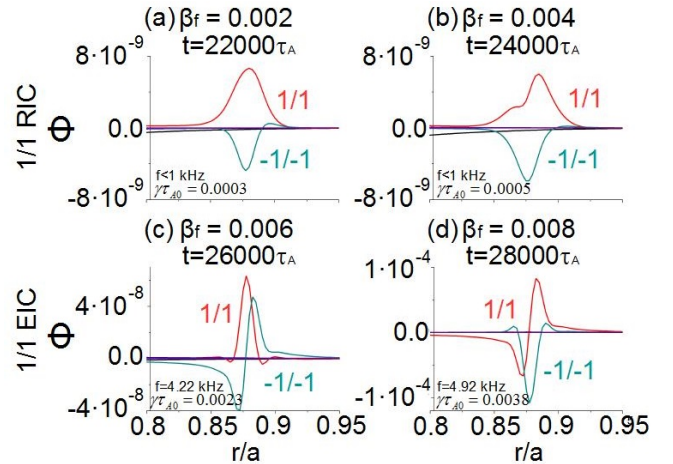 (a) βf = 0.002
t=22000τA
(b) βf = 0.004
t=24000τA
1/1 RIC
Φ
8·10⁻⁹
0.0
-8·10⁻⁹
1/1
-1/-1
f<1 kHz
γτA0 = 0.0003
8·10⁻⁹
0.0
-8·10⁻⁹
1/1
-1/-1
f<1 kHz
γτA0 = 0.0005
(c) βf = 0.006
t=26000τA
(d) βf = 0.008
t=28000τA
1/1 EIC
Φ
4·10⁻⁸
0.0
-4·10⁻⁸
1/1
-1/-1
f=4.22 kHz
γτA0 = 0.0023
1·10⁻⁴
0.0
-1·10⁻⁴
1/1
-1/-1
f=4.92 kHz
γτA0 = 0.0038
0.8 0.85 0.9 0.95
0.8 0.85 0.9 0.95
r/a
r/a